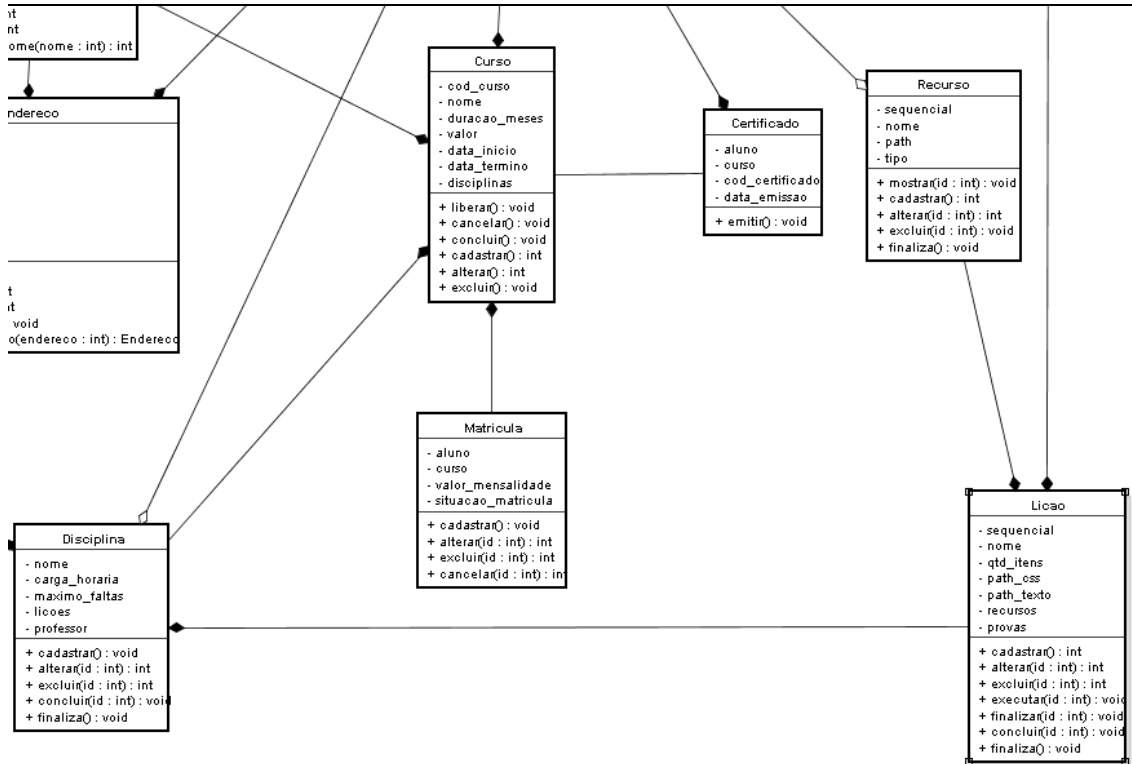 nt
nt
ome(nome : int) : int
ndereco
t
nt
void
o(endereco : int) : Endereco
Curso
- cod_curso
- nome
- duracao_meses
- valor
- data_inicio
- data_termino
- disciplinas
+ liberar() : void
+ cancelar() : void
+ concluir() : void
+ cadastrar() : int
+ alterar() : int
+ excluir() : void
Certificado
- aluno
- curso
- cod_certificado
- data_emissao
+ emitir() : void
Recurso
- sequencial
- nome
- path
- tipo
+ mostrar(id : int) : void
+ cadastrar() : int
+ alterar(id : int) : int
+ excluir(id : int) : void
+ finaliza() : void
Matricula
- aluno
- curso
- valor_mensalidade
- situacao_matricula
+ cadastrar() : void
+ alterar(id : int) : int
+ excluir(id : int) : int
+ cancelar(id : int) : int
Disciplina
- nome
- carga_horaria
- maximo_faltas
- licoes
- professor
+ cadastrar() : void
+ alterar(id : int) : int
+ excluir(id : int) : int
+ concluir(id : int) : void
+ finaliza() : void
Licao
- sequencial
- nome
- qtd_itens
- path_css
- path_texto
- recursos
- provas
+ cadastrar() : int
+ alterar(id : int) : int
+ excluir(id : int) : int
+ executar(id : int) : void
+ finalizar(id : int) : void
+ concluir(id : int) : void
+ finaliza() : void